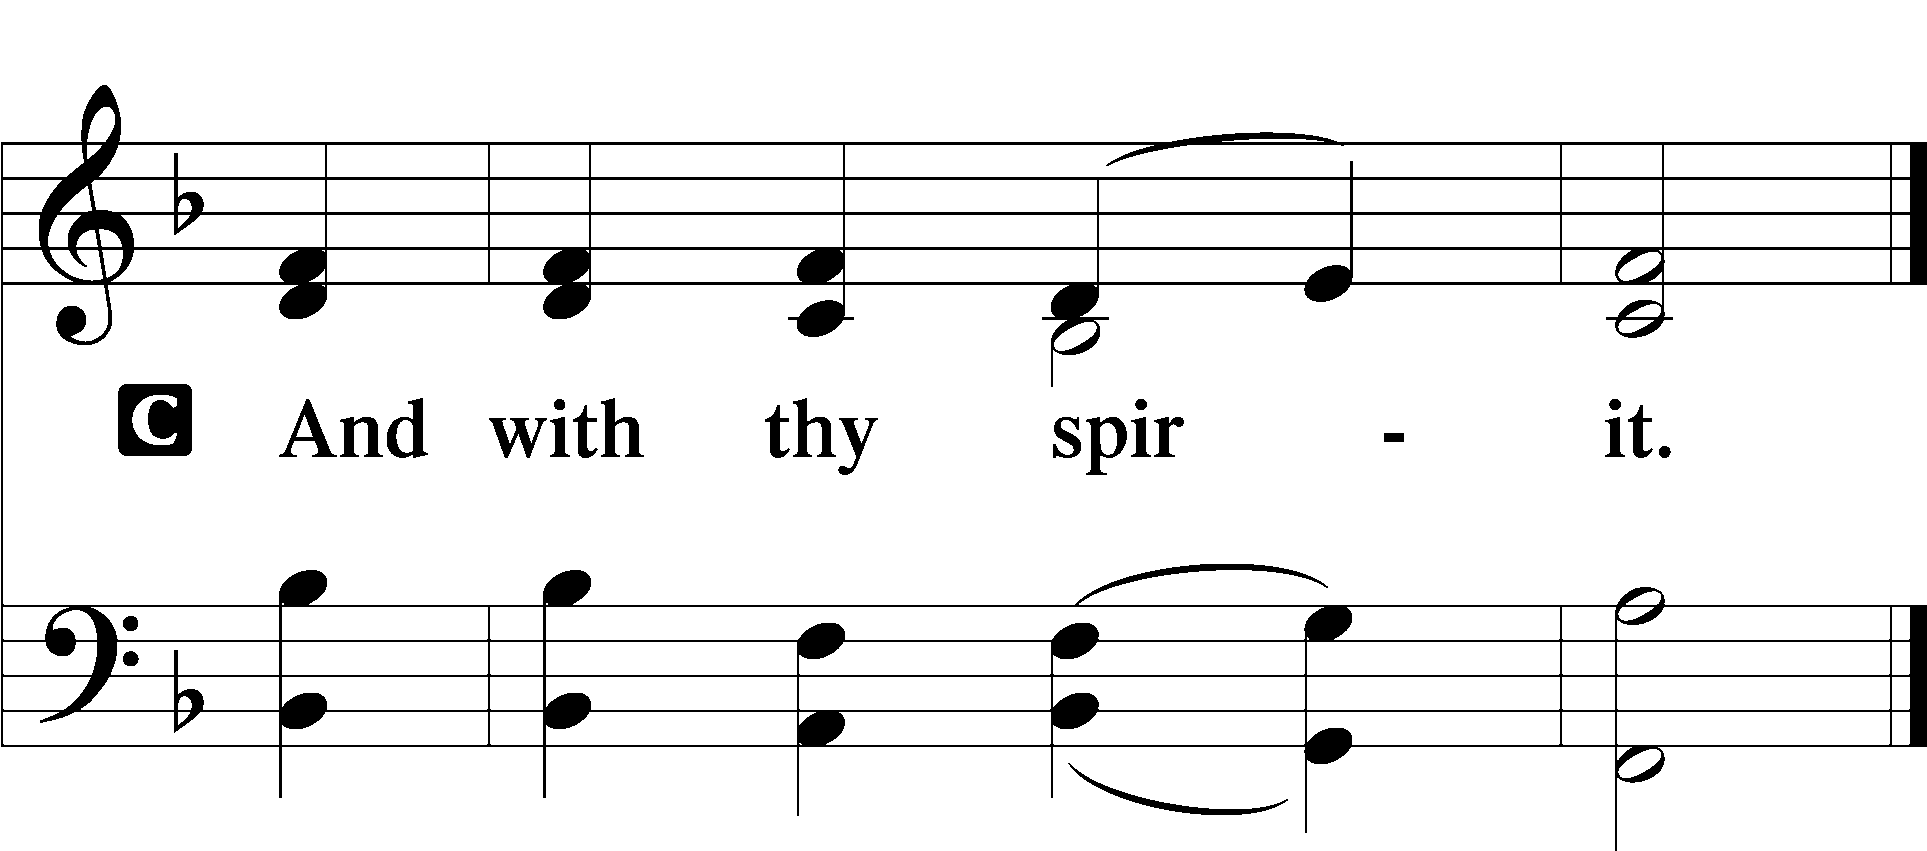 C And with thy spir - it.